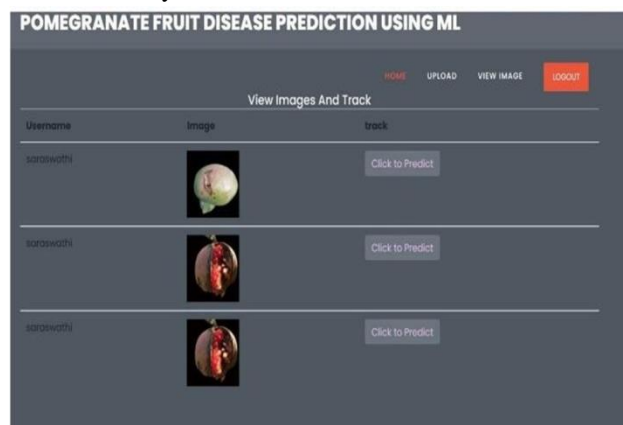 POMEGRANATE FRUIT DISEASE PREDICTION USING ML
HOME UPLOAD VIEW IMAGE LOGOUT
View Images And Track
Username Image track
saraswathi Click to Predict
saraswathi Click to Predict
saraswathi Click to Predict